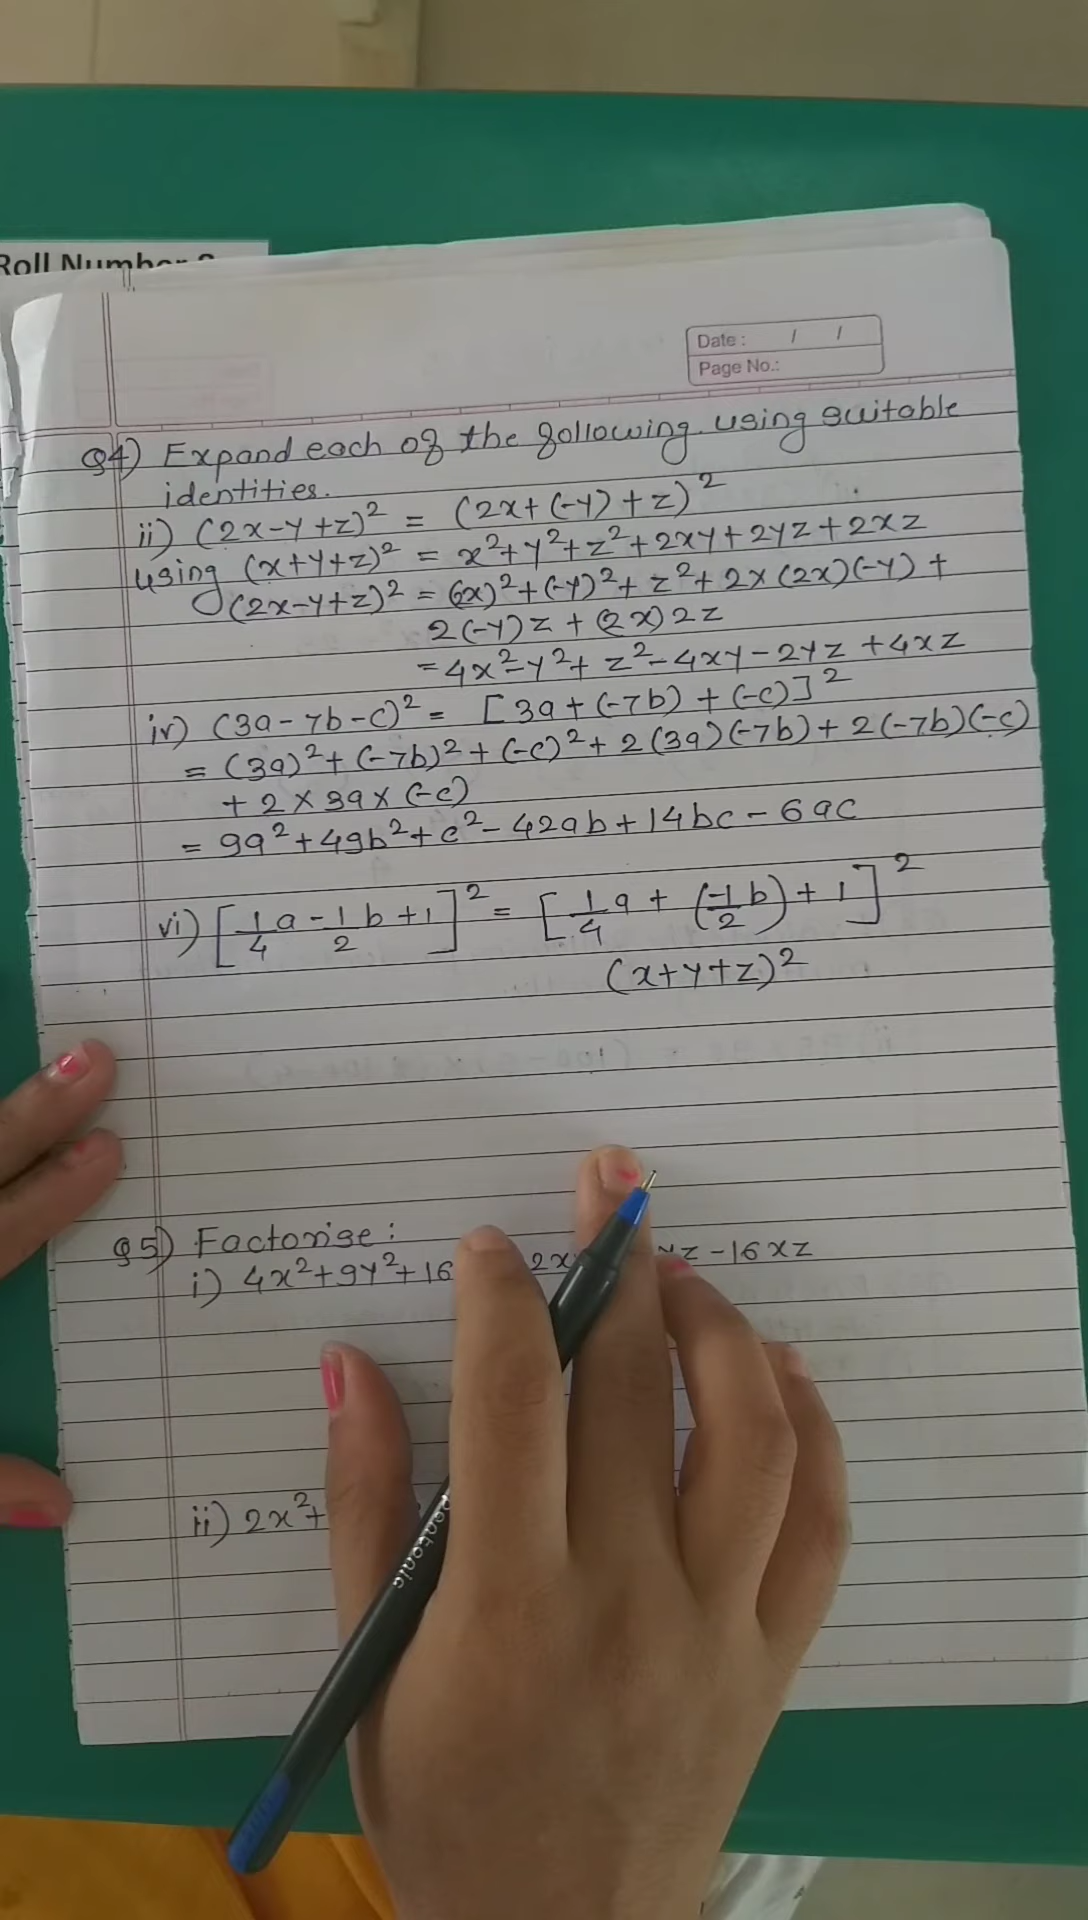 Roll Number
Date : / /
Page No.:
Q4) Expand each of the following using suitable
identities.
ii) (2x-y+z)² = (2x+(-y)+z)²
using (x+y+z)² = x²+y²+z²+2xy+2yz+2xz
(2x-y+z)² = (2x)²+(-y)²+z²+2×(2x)(-y)+
2(-y)z+(2x)2z
=4x²-y²+z²-4xy-2yz+4xz
iv) (3a-7b-c)² = [3a+(-7b)+(-c)]²
= (3a)²+(-7b)²+(-c)²+2(3a)(-7b)+2(-7b)(-c)
+2×3a×(-c)
= 9a²+49b²+c²-42ab+14bc-6ac
vi) [1/4 a - 1/2 b + 1]² = [1/4 a + (-1/2 b) + 1]²
(x+y+z)²
Q5) Factorise :
i) 4x²+9y²+16 2x yz-16xz
ii) 2x²+
pentonic